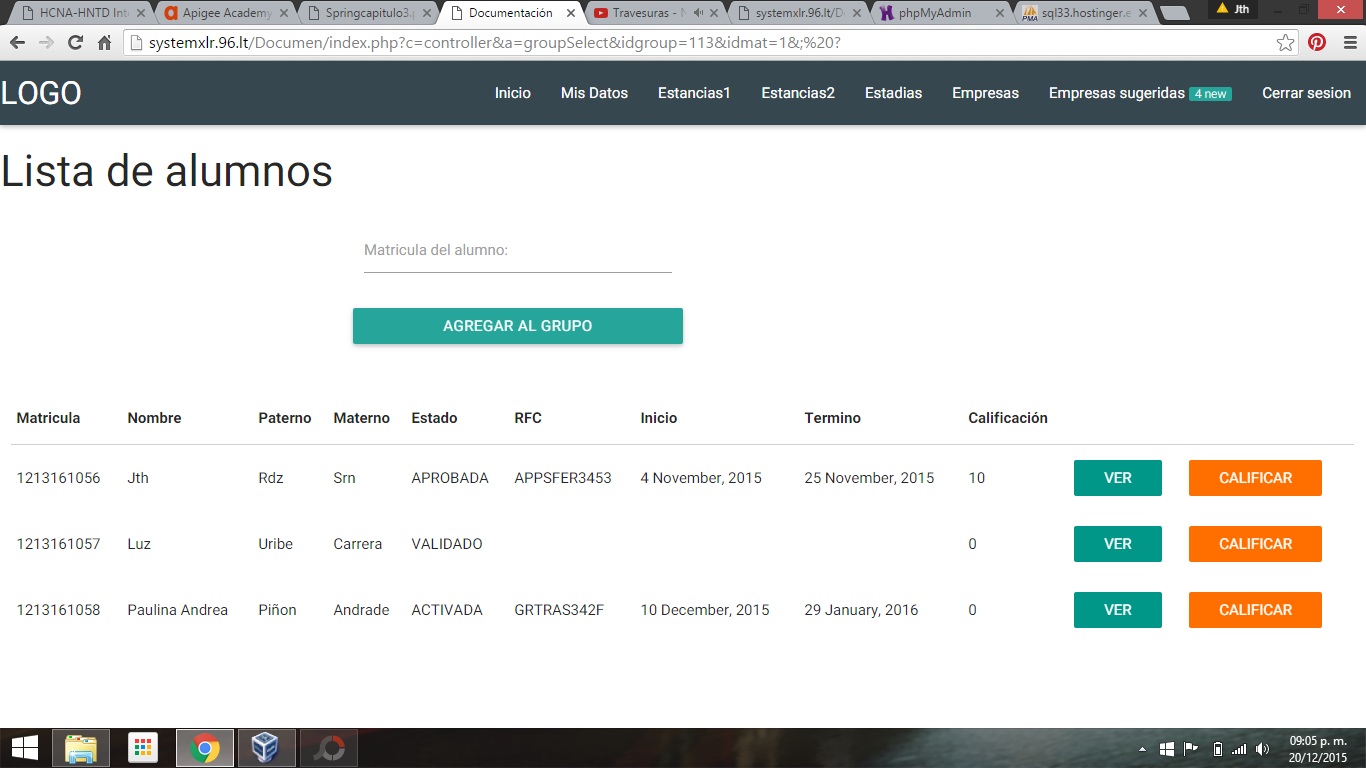 HCNA-HNTD Inte Apigee Academy Springcapitulo3.p Documentación Travesuras - N systemxlr.96.lt/Do phpMyAdmin sql33.hostinger.e Jth
systemxlr.96.lt/Documen/index.php?c=controller&a=groupSelect&idgroup=113&idmat=1&;%20?
LOGO Inicio Mis Datos Estancias1 Estancias2 Estadias Empresas Empresas sugeridas 4 new Cerrar sesion
Lista de alumnos
Matricula del alumno:
AGREGAR AL GRUPO
Matricula Nombre Paterno Materno Estado RFC Inicio Termino Calificación
1213161056 Jth Rdz Srn APROBADA APPSFER3453 4 November, 2015 25 November, 2015 10 VER CALIFICAR
1213161057 Luz Uribe Carrera VALIDADO 0 VER CALIFICAR
1213161058 Paulina Andrea Piñon Andrade ACTIVADA GRTRAS342F 10 December, 2015 29 January, 2016 0 VER CALIFICAR
09:05 p. m.
20/12/2015